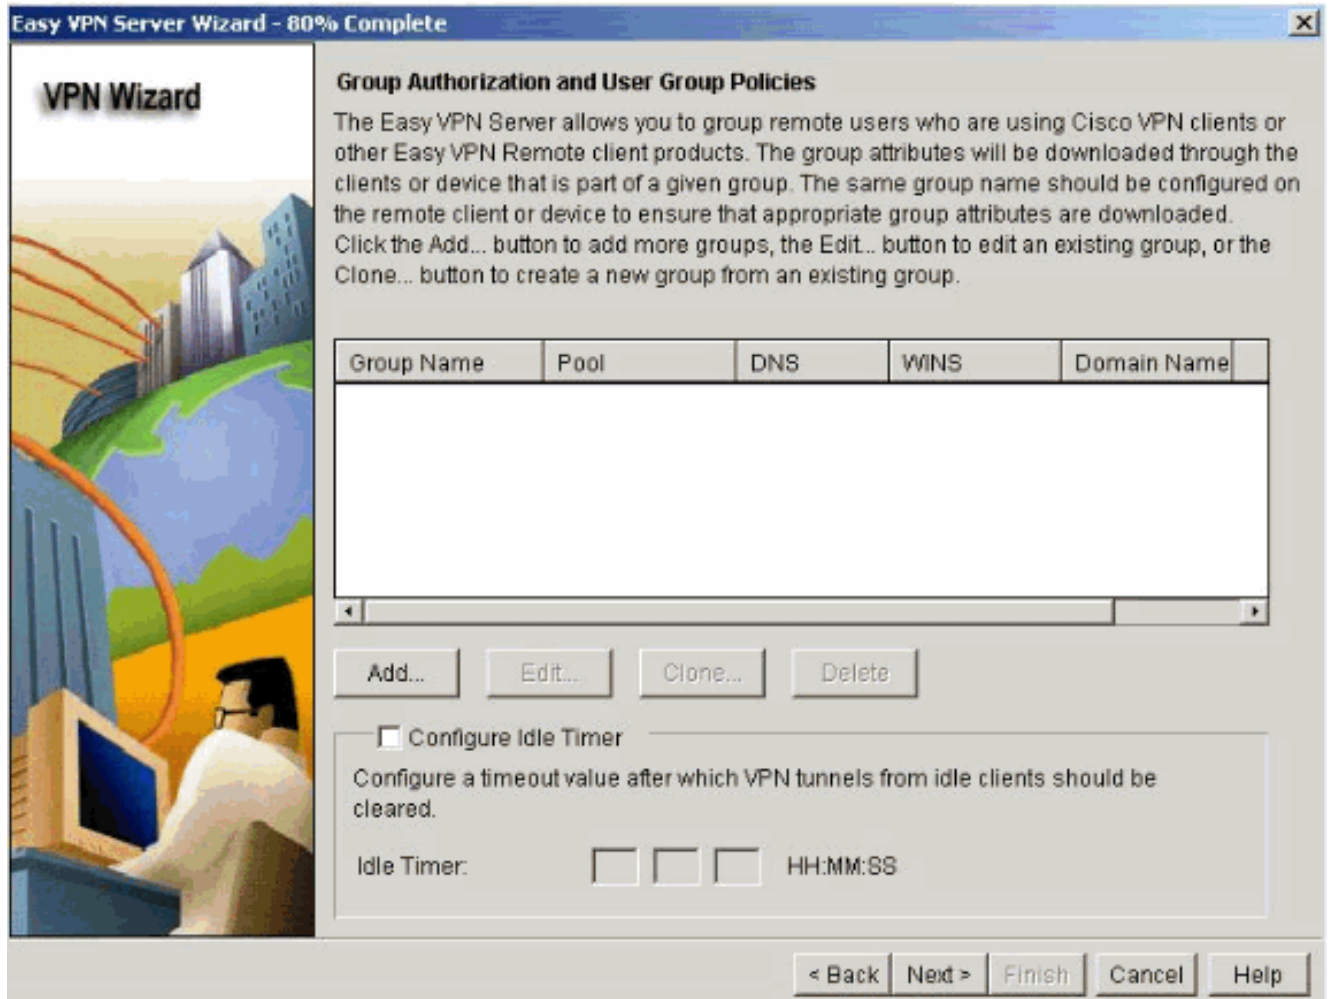 Easy VPN Server Wizard - 80% Complete
VPN Wizard
Group Authorization and User Group Policies
The Easy VPN Server allows you to group remote users who are using Cisco VPN clients or
other Easy VPN Remote client products. The group attributes will be downloaded through the
clients or device that is part of a given group. The same group name should be configured on
the remote client or device to ensure that appropriate group attributes are downloaded.
Click the Add... button to add more groups, the Edit... button to edit an existing group, or the
Clone... button to create a new group from an existing group.
Group Name Pool DNS WINS Domain Name
Add... Edit... Clone... Delete
Configure Idle Timer
Configure a timeout value after which VPN tunnels from idle clients should be
cleared.
Idle Timer: HH:MM:SS
< Back Next > Finish Cancel Help